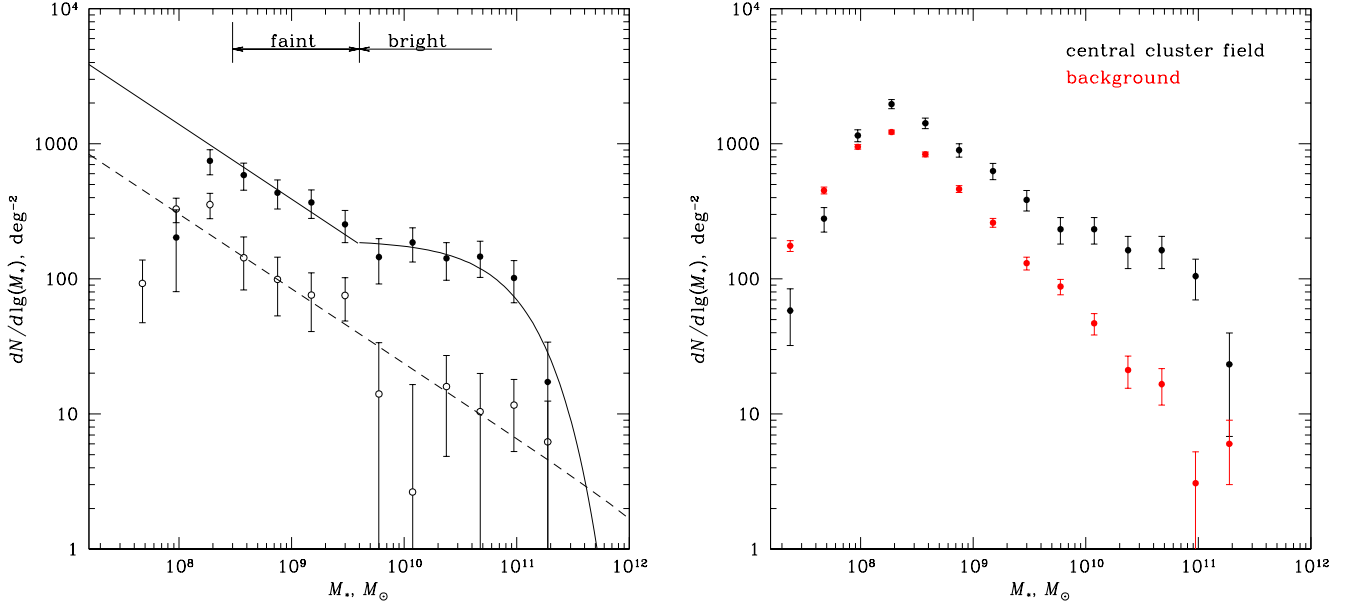 faint bright
10⁴
1000
100
10
1
dN/dlg(M*), deg⁻²
10⁸ 10⁹ 10¹⁰ 10¹¹ 10¹²
M*, M☉
central cluster field
background
10⁴
1000
100
10
1
dN/dlg(M*), deg⁻²
10⁸ 10⁹ 10¹⁰ 10¹¹ 10¹²
M*, M☉